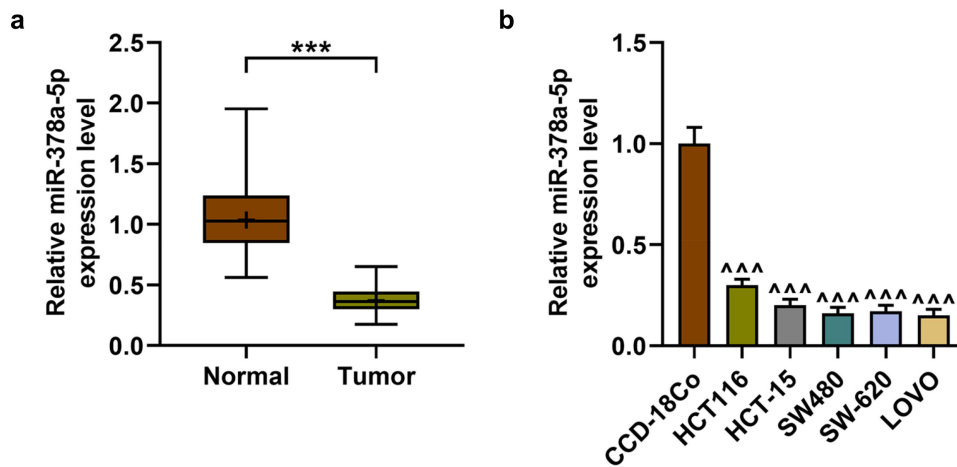 a
Relative miR-378a-5p
expression level
2.5
2.0
1.5
1.0
0.5
0.0
***
Normal
Tumor
b
Relative miR-378a-5p
expression level
1.5
1.0
0.5
0.0
^^^
^^^
^^^
^^^
^^^
CCD-18Co
HCT116
HCT-15
SW480
SW-620
LOVO